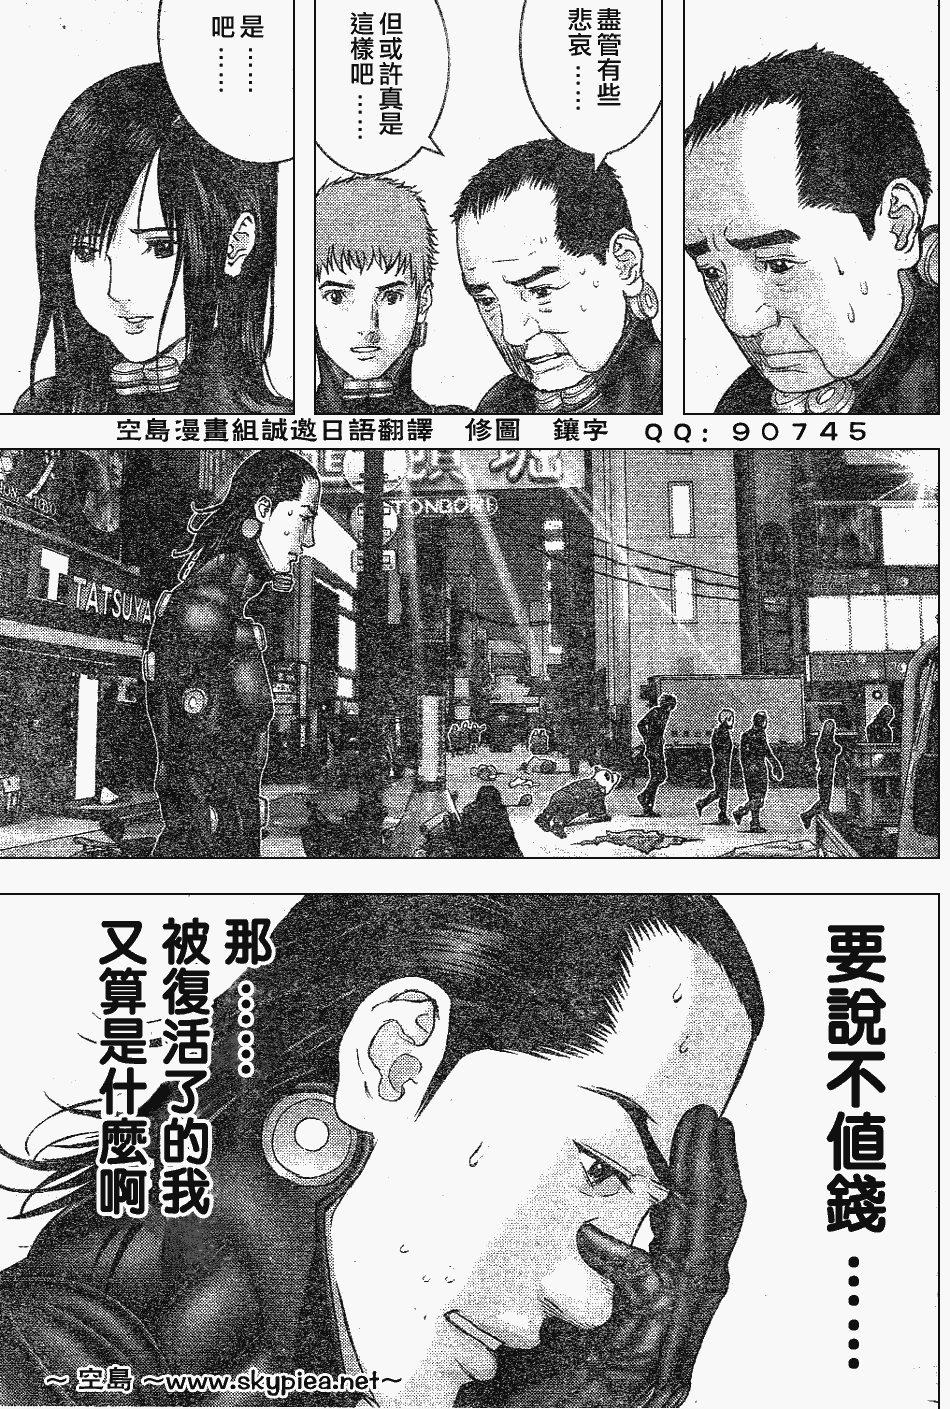 盡管有些
悲哀……
但或許真是
這樣吧……
是……
吧……
空島漫畫組誠邀日語翻譯 修圖 鑲字 QQ: 90745
TONBORI
T TATSUYA
要說不值錢……
那……
被復活了的我
又算是什麼啊
～ 空島 ～www.skypiea.net～